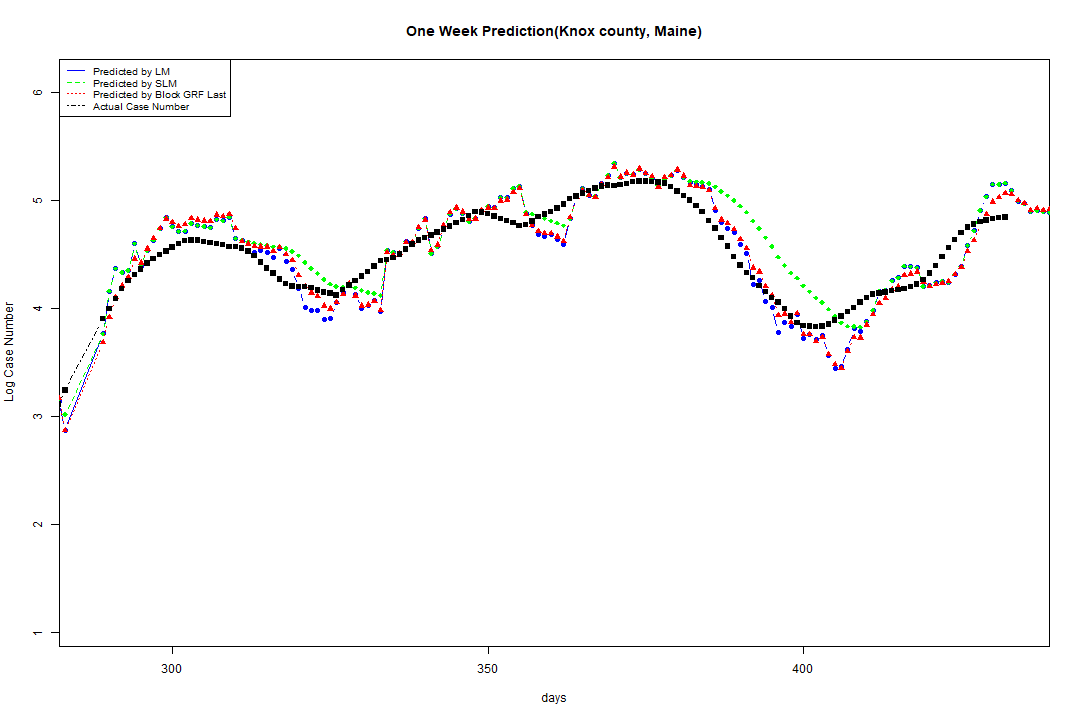 One Week Prediction(Knox county, Maine)
Predicted by LM
Predicted by SLM
Predicted by Block GRF Last
Actual Case Number
6
5
4
3
2
1
Log Case Number
300
350
400
days